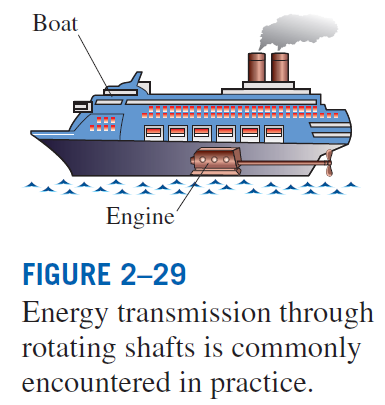 Boat
Engine
FIGURE 2–29
Energy transmission through
rotating shafts is commonly
encountered in practice.